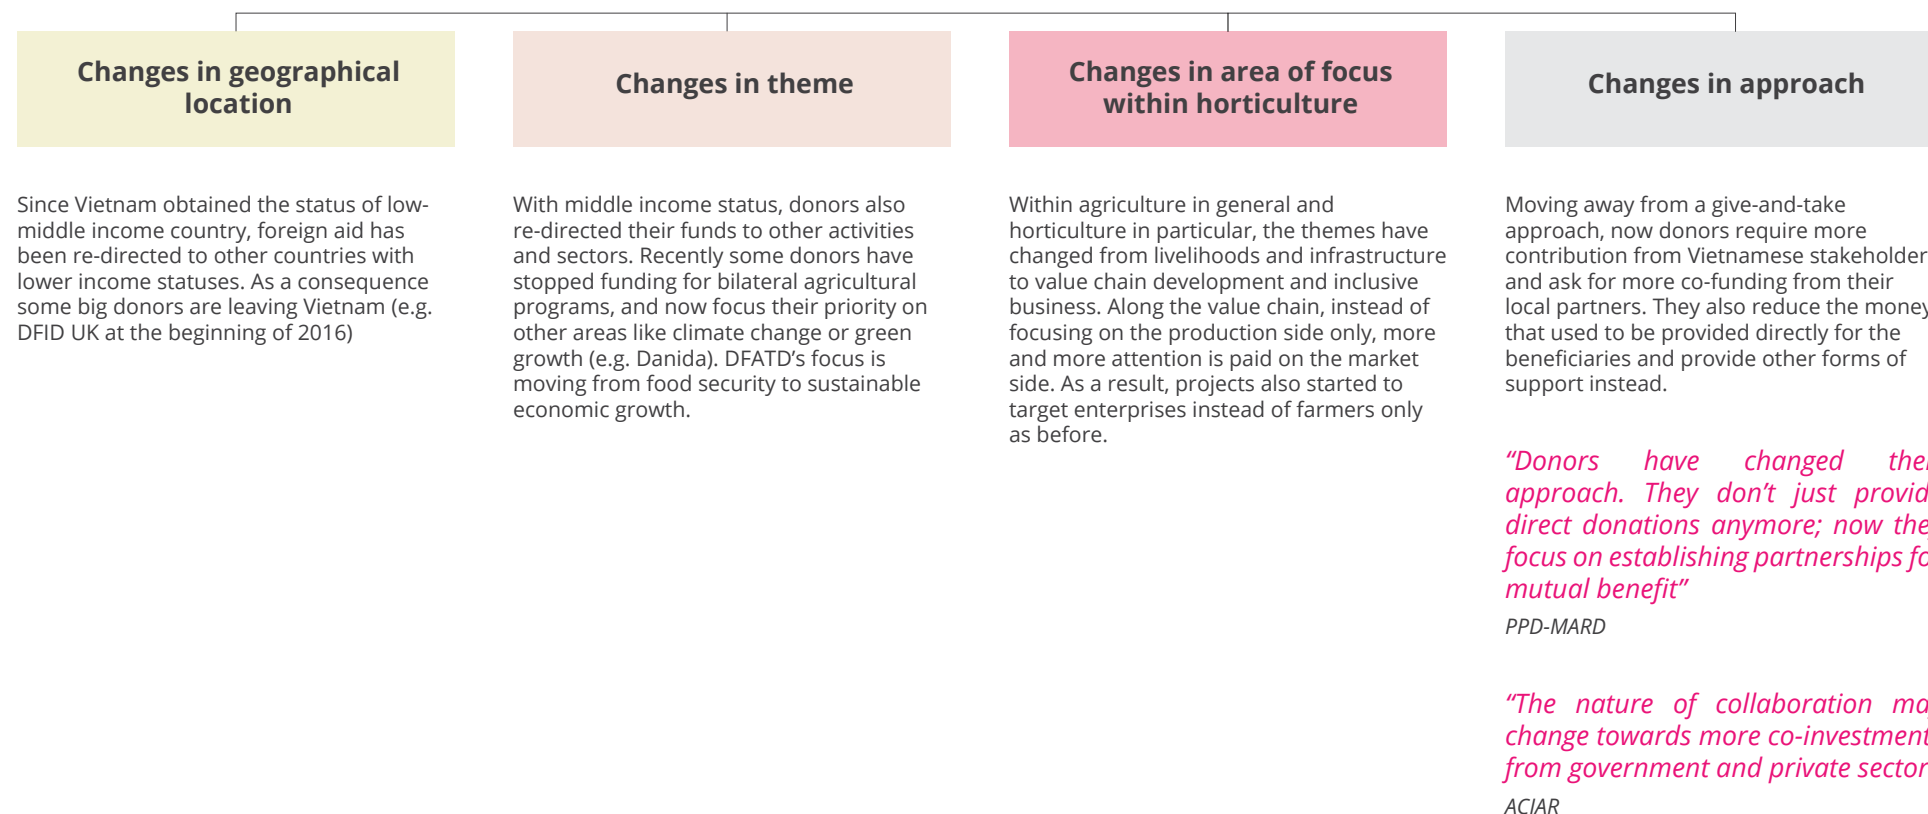 Changes in geographical
location
Since Vietnam obtained the status of low-
middle income country, foreign aid has
been re-directed to other countries with
lower income statuses. As a consequence
some big donors are leaving Vietnam (e.g.
DFID UK at the beginning of 2016)
Changes in theme
With middle income status, donors also
re-directed their funds to other activities
and sectors. Recently some donors have
stopped funding for bilateral agricultural
programs, and now focus their priority on
other areas like climate change or green
growth (e.g. Danida). DFATD’s focus is
moving from food security to sustainable
economic growth.
Changes in area of focus
within horticulture
Within agriculture in general and
horticulture in particular, the themes have
changed from livelihoods and infrastructure
to value chain development and inclusive
business. Along the value chain, instead of
focusing on the production side only, more
and more attention is paid on the market
side. As a result, projects also started to
target enterprises instead of farmers only
as before.
Changes in approach
Moving away from a give-and-take
approach, now donors require more
contribution from Vietnamese stakeholder
and ask for more co-funding from their
local partners. They also reduce the money
that used to be provided directly for the
beneficiaries and provide other forms of
support instead.
“Donors have changed
approach. They don’t just
direct donations anymore; now
focus on establishing partnerships
mutual benefit”
PPD-MARD
“The nature of collaboration
change towards more co-investment
from government and private sector
ACIAR